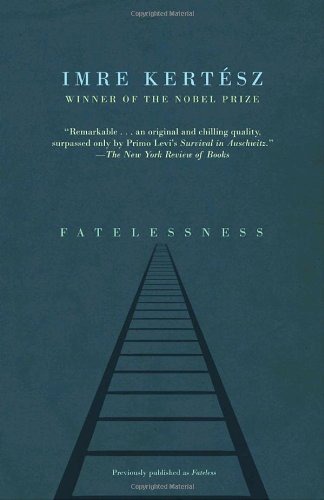 IMRE KERTÉSZ
WINNER OF THE NOBEL PRIZE
“Remarkable . . . an original and chilling quality,
surpassed only by Primo Levi’s Survival in Auschwitz.”
—The New York Review of Books
FATELESSNESS
Previously published as Fateless